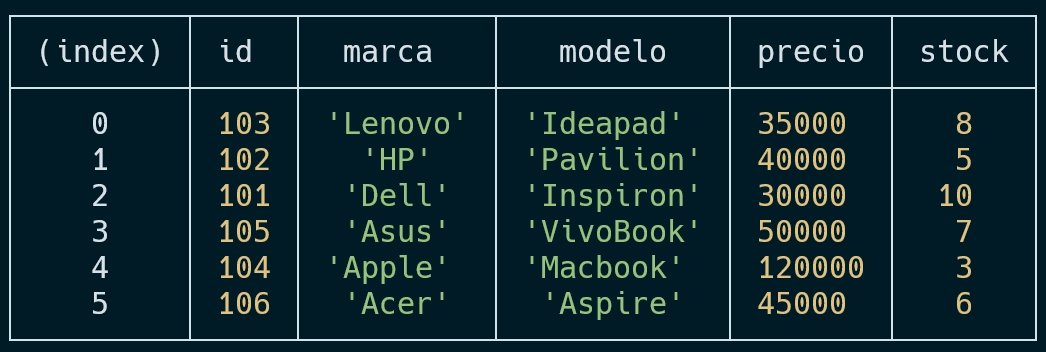 (index) id marca modelo precio stock
0 103 'Lenovo' 'Ideapad' 35000 8
1 102 'HP' 'Pavilion' 40000 5
2 101 'Dell' 'Inspiron' 30000 10
3 105 'Asus' 'VivoBook' 50000 7
4 104 'Apple' 'Macbook' 120000 3
5 106 'Acer' 'Aspire' 45000 6